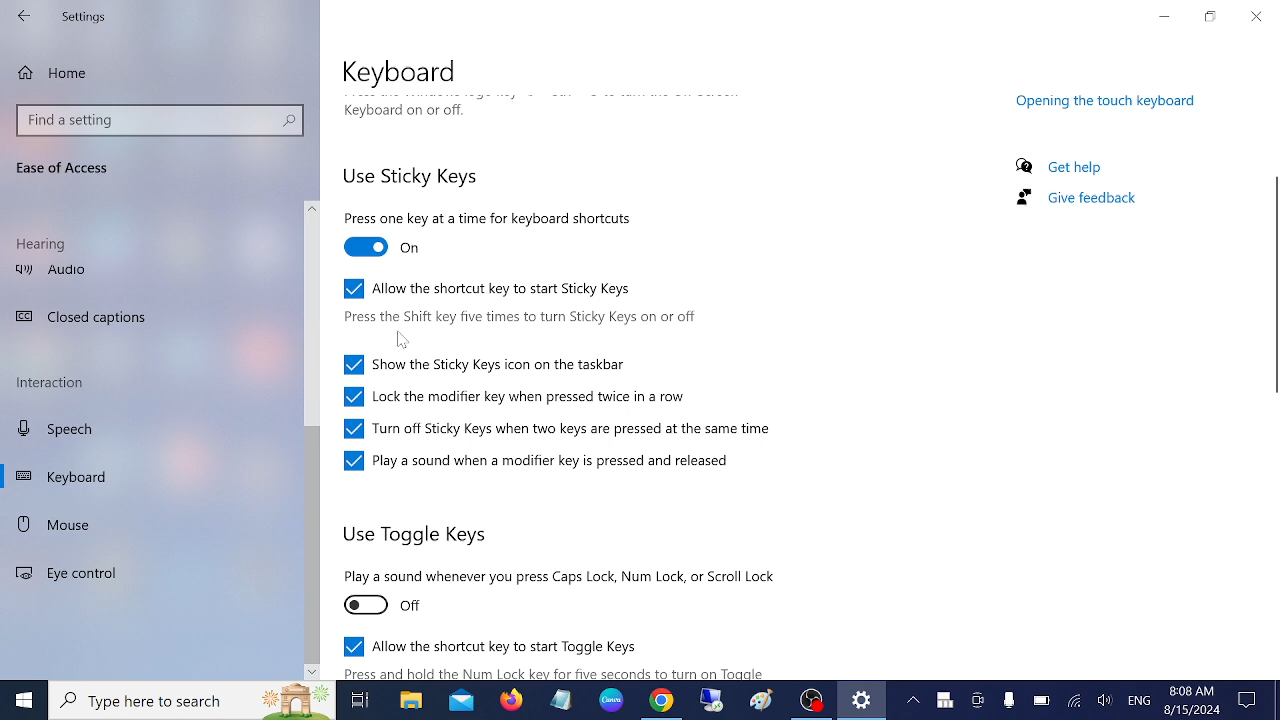 Settings
Home
Find a setting
Ease of Access
Hearing
Audio
Closed captions
Interaction
Speech
Keyboard
Mouse
Eye control
Keyboard
Keyboard on or off.
Use Sticky Keys
Press one key at a time for keyboard shortcuts
On
Allow the shortcut key to start Sticky Keys
Press the Shift key five times to turn Sticky Keys on or off
Show the Sticky Keys icon on the taskbar
Lock the modifier key when pressed twice in a row
Turn off Sticky Keys when two keys are pressed at the same time
Play a sound when a modifier key is pressed and released
Use Toggle Keys
Play a sound whenever you press Caps Lock, Num Lock, or Scroll Lock
Off
Allow the shortcut key to start Toggle Keys
Press and hold the Num Lock key for five seconds to turn on Toggle
Opening the touch keyboard
Get help
Give feedback
Type here to search
Canva
ENG
8:08 AM
8/15/2024